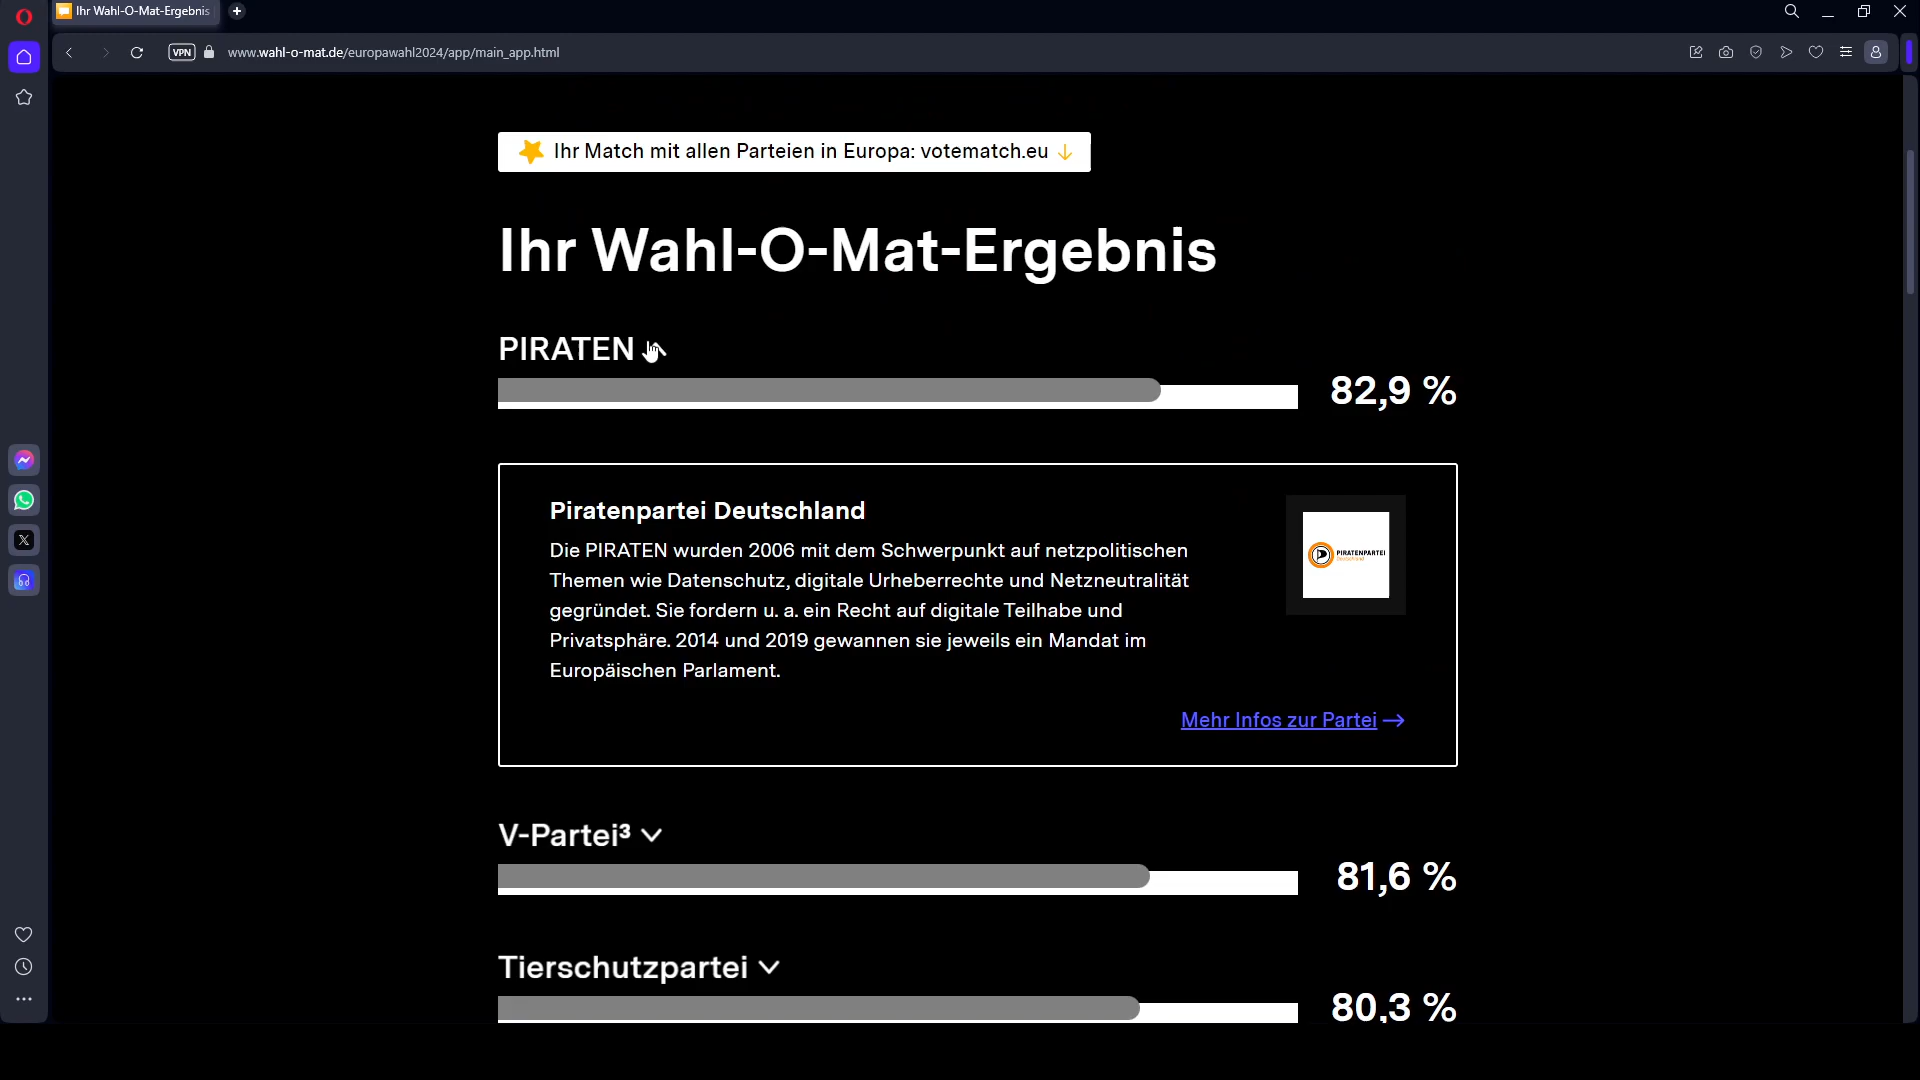 Ihr Wahl-O-Mat-Ergebnis
VPN
www.wahl-o-mat.de/europawahl2024/app/main_app.html
Ihr Match mit allen Parteien in Europa: votematch.eu
Ihr Wahl-O-Mat-Ergebnis
PIRATEN
82,9 %
Piratenpartei Deutschland
Die PIRATEN wurden 2006 mit dem Schwerpunkt auf netzpolitischen
Themen wie Datenschutz, digitale Urheberrechte und Netzneutralität
gegründet. Sie fordern u. a. ein Recht auf digitale Teilhabe und
Privatsphäre. 2014 und 2019 gewannen sie jeweils ein Mandat im
Europäischen Parlament.
PIRATENPARTEI
Mehr Infos zur Partei
V-Partei³
81,6 %
Tierschutzpartei
80,3 %